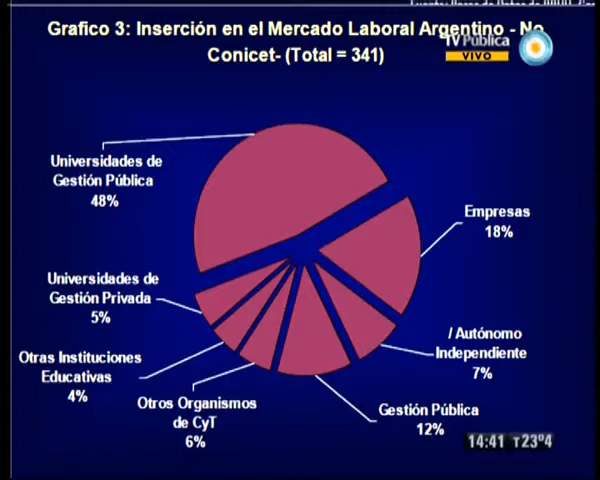 Grafico 3: Inserción en el Mercado Laboral Argentino - No
Conicet- (Total = 341)
TV Pública
VIVO
Universidades de
Gestión Pública
48%
Empresas
18%
Universidades de
Gestión Privada
5%
/ Autónomo
Independiente
7%
Otras Instituciones
Educativas
4%
Otros Organismos
de CyT
6%
Gestión Pública
12%
14:41 T23°4